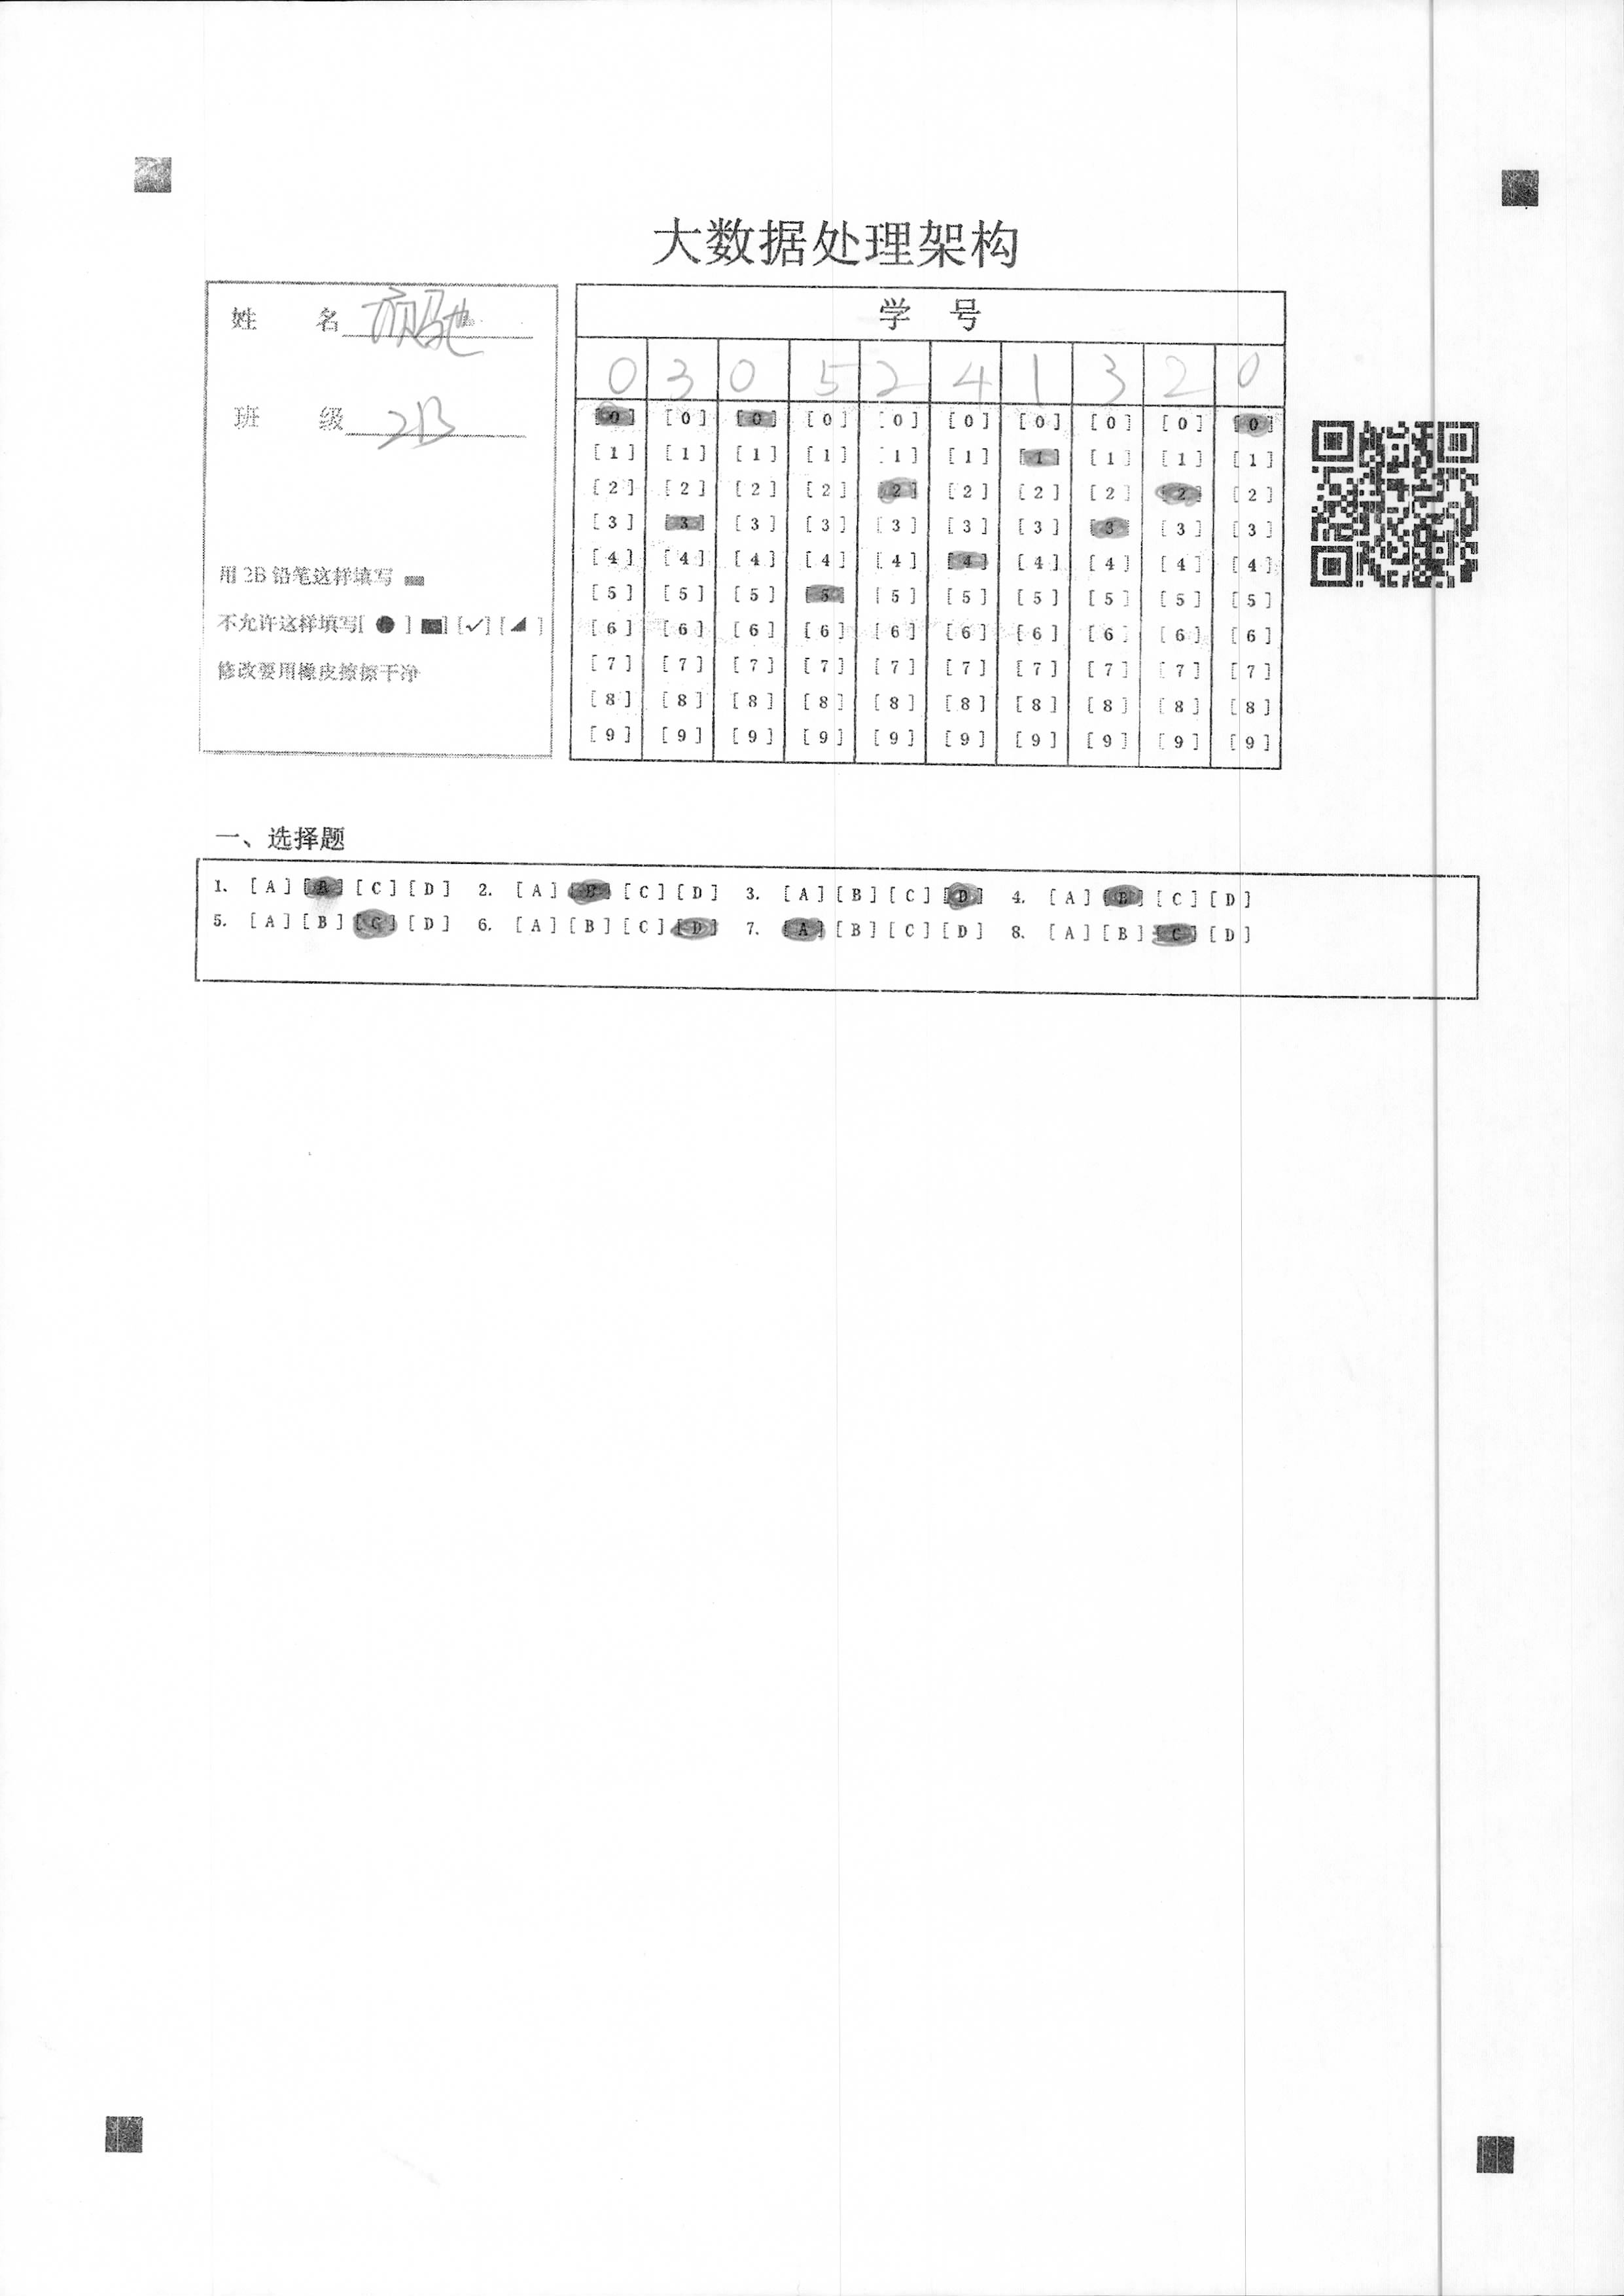 大数据处理架构
姓 名
班 级 2B
用 2B 铅笔这样填写
不允许这样填写[ ● ] [■] [✓] [◢ ]
修改要用橡皮擦擦干净
学 号
0 3 0 5 2 4 1 3 2 0
[0] [0] [0] [0] [0] [0] [0] [0] [0] [0]
[1] [1] [1] [1] [1] [1] [1] [1] [1] [1]
[2] [2] [2] [2] [2] [2] [2] [2] [2] [2]
[3] [3] [3] [3] [3] [3] [3] [3] [3] [3]
[4] [4] [4] [4] [4] [4] [4] [4] [4] [4]
[5] [5] [5] [5] [5] [5] [5] [5] [5] [5]
[6] [6] [6] [6] [6] [6] [6] [6] [6] [6]
[7] [7] [7] [7] [7] [7] [7] [7] [7] [7]
[8] [8] [8] [8] [8] [8] [8] [8] [8] [8]
[9] [9] [9] [9] [9] [9] [9] [9] [9] [9]
一、选择题
1. [A] [B] [C] [D] 2. [A] [B] [C] [D] 3. [A] [B] [C] [D] 4. [A] [B] [C] [D]
5. [A] [B] [C] [D] 6. [A] [B] [C] [D] 7. [A] [B] [C] [D] 8. [A] [B] [C] [D]